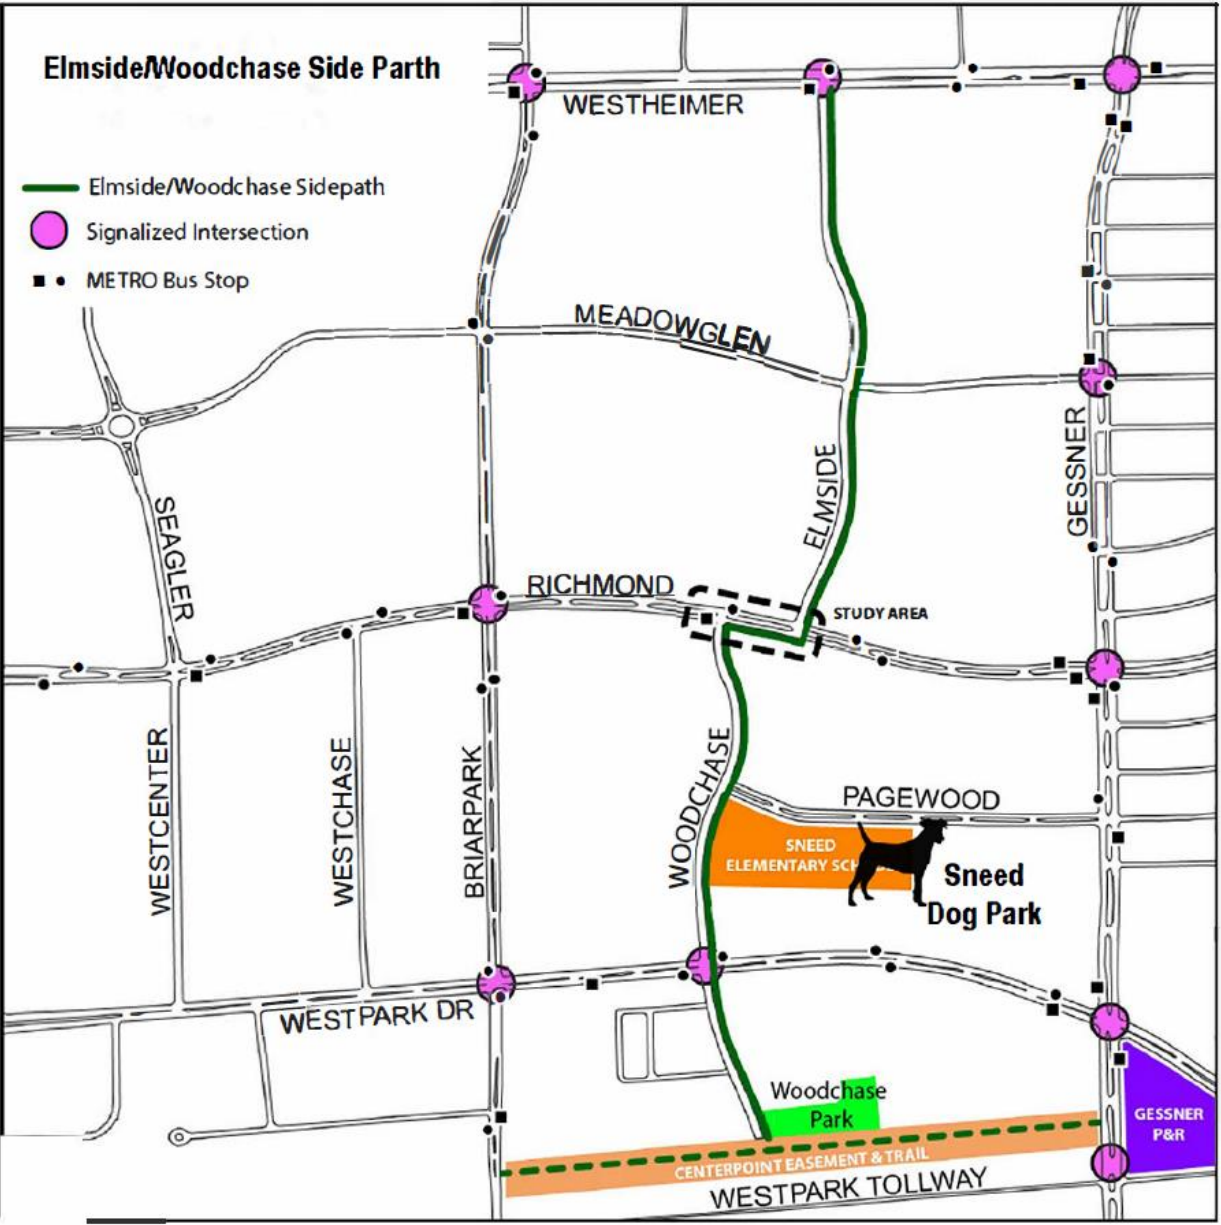 Elmside/Woodchase Side Parth
WESTHEIMER
Elmside/Woodchase Sidepath
Signalized Intersection
METRO Bus Stop
MEADOWGLEN
GESSNER
ELMSIDE
SEAGLER
RICHMOND
STUDY AREA
WESTCENTER
WESTCHASE
BRIARPARK
WOODCHASE
PAGEWOOD
SNEED
ELEMENTARY SCH
Sneed
Dog Park
WESTPARK DR
Woodchase
Park
GESSNER
P&R
CENTERPOINT EASEMENT & TRAIL
WESTPARK TOLLWAY